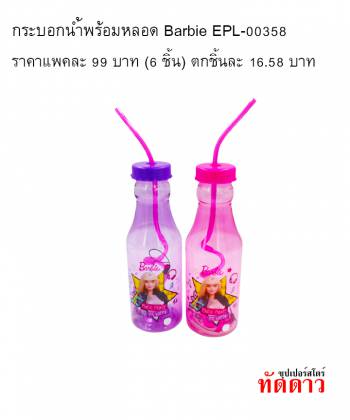 กระบอกน้ำพร้อมหลอด Barbie EPL-00358
ราคาแพคละ 99 บาท (6 ชิ้น) ตกชิ้นละ 16.58 บาท
Barbie
Barbie
ซุปเปอร์สโตร์
ทัดดาว